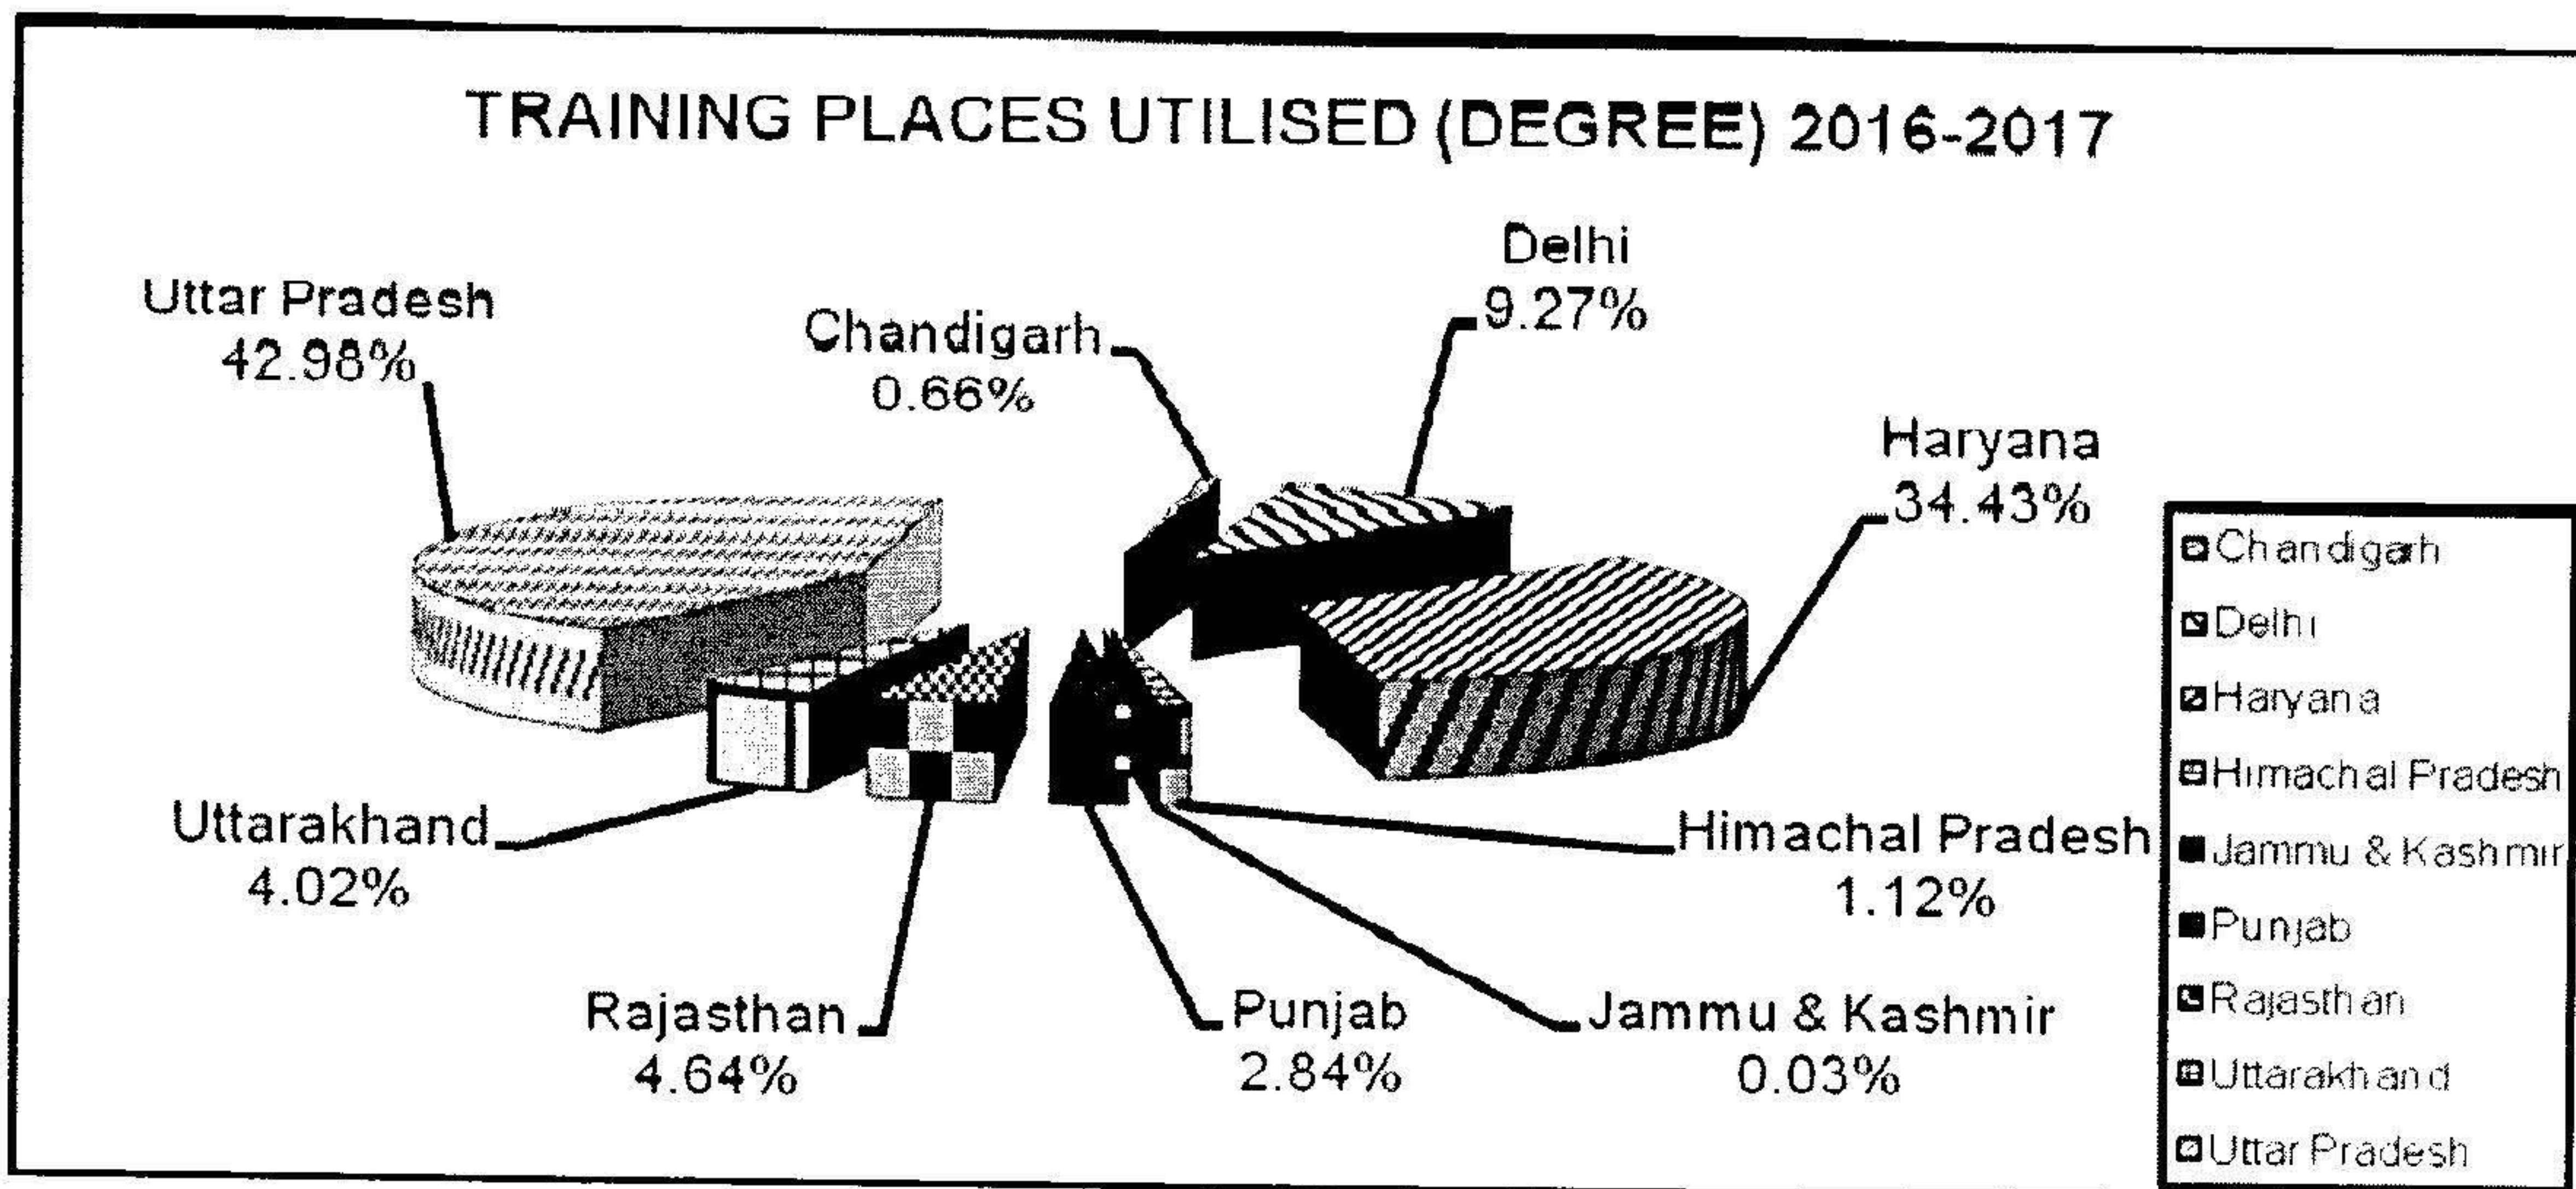 TRAINING PLACES UTILISED (DEGREE) 2016-2017
Uttar Pradesh
42.98%
Chandigarh
0.66%
Delhi
9.27%
Haryana
34.43%
Uttarakhand
4.02%
Rajasthan
4.64%
Punjab
2.84%
Jammu & Kashmir
0.03%
Himachal Pradesh
1.12%
Chandigarh
Delhi
Haryana
Himachal Pradesh
Jammu & Kashmir
Punjab
Rajasthan
Uttarakhand
Uttar Pradesh